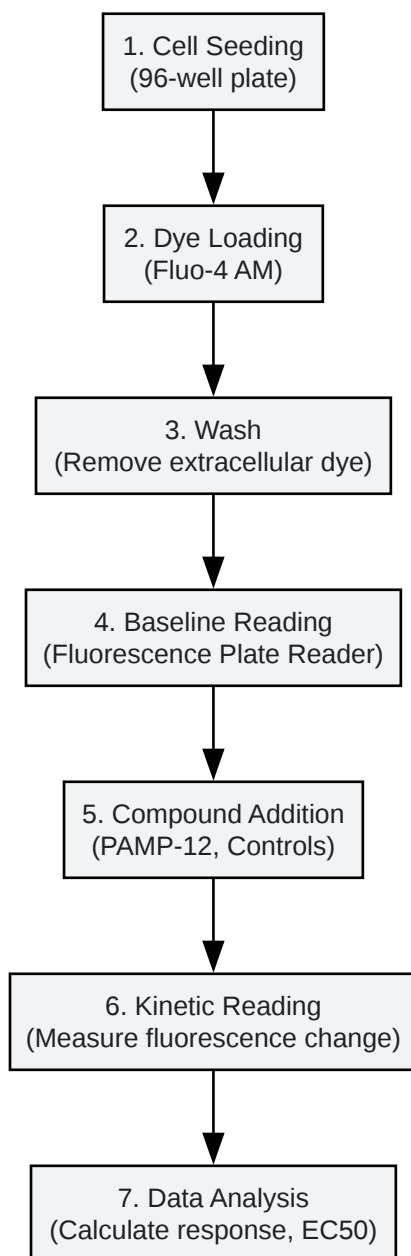 1. Cell Seeding
(96-well plate)
2. Dye Loading
(Fluo-4 AM)
3. Wash
(Remove extracellular dye)
4. Baseline Reading
(Fluorescence Plate Reader)
5. Compound Addition
(PAMP-12, Controls)
6. Kinetic Reading
(Measure fluorescence change)
7. Data Analysis
(Calculate response, EC50)